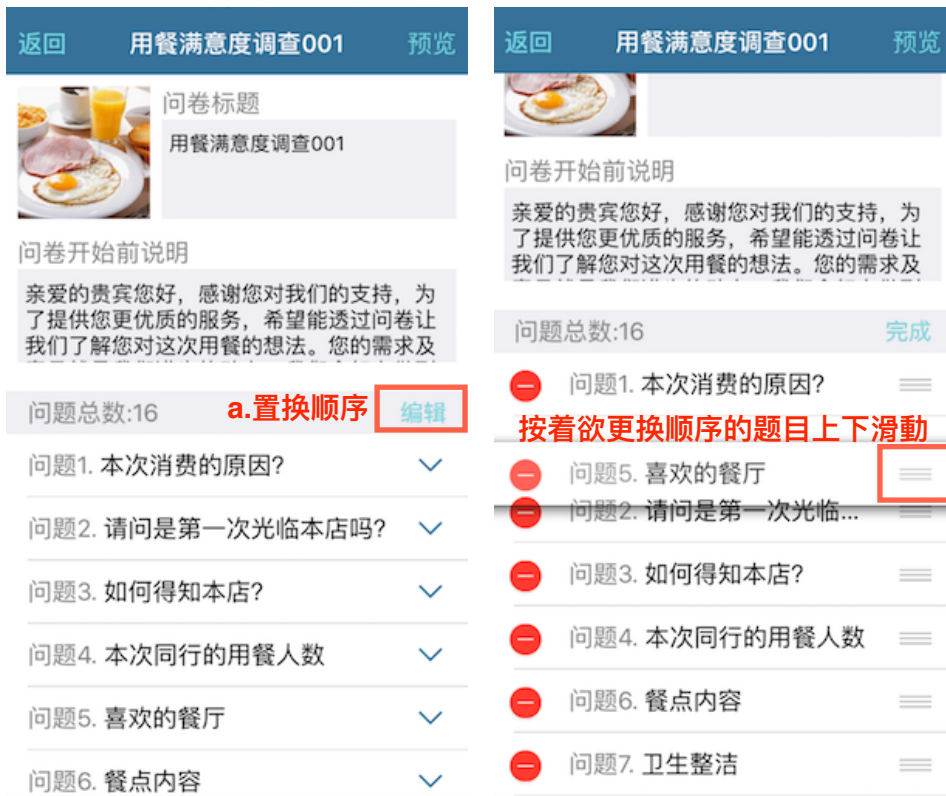 返回 用餐满意度调查001 预览
问卷标题
用餐满意度调查001
问卷开始前说明
亲爱的贵宾您好，感谢您对我们的支持，为
了提供您更优质的服务，希望能透过问卷让
我们了解您对这次用餐的想法。您的需求及
问题总数:16 a.置换顺序 编辑
问题1. 本次消费的原因?
问题2. 请问是第一次光临本店吗?
问题3. 如何得知本店?
问题4. 本次同行的用餐人数
问题5. 喜欢的餐厅
问题6. 餐点内容
返回 用餐满意度调查001 预览
问卷开始前说明
亲爱的贵宾您好，感谢您对我们的支持，为
了提供您更优质的服务，希望能透过问卷让
我们了解您对这次用餐的想法。您的需求及
问题总数:16 完成
问题1. 本次消费的原因?
按着欲更换顺序的题目上下滑動
问题5. 喜欢的餐厅
问题2. 请问是第一次光临...
问题3. 如何得知本店?
问题4. 本次同行的用餐人数
问题6. 餐点内容
问题7. 卫生整洁